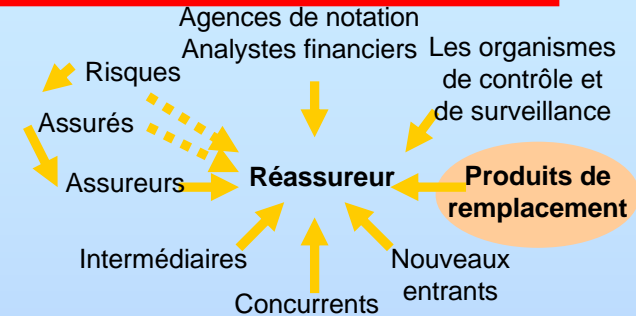 Agences de notation
Analystes financiers
Les organismes
de contrôle et
de surveillance
Risques
Assurés
Assureurs
Réassureur
Produits de
remplacement
Intermédiaires
Nouveaux
entrants
Concurrents